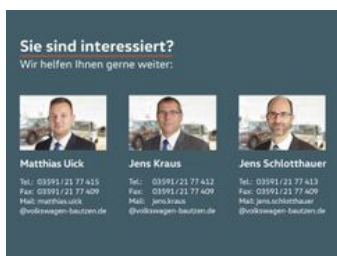 Sie sind interessiert?
Wir helfen Ihnen gerne weiter:
Matthias Uick
Tel.: 03591/21 77 415
Fax: 03591/21 77 409
Mail: matthias.uick
@volkswagen-bautzen.de
Jens Kraus
Tel.: 03591/21 77 412
Fax: 03591/21 77 409
Mail: jens.kraus
@volkswagen-bautzen.de
Jens Schlotthauer
Tel.: 03591/21 77 413
Fax: 03591/21 77 409
Mail: jens.schlotthauer
@volkswagen-bautzen.de